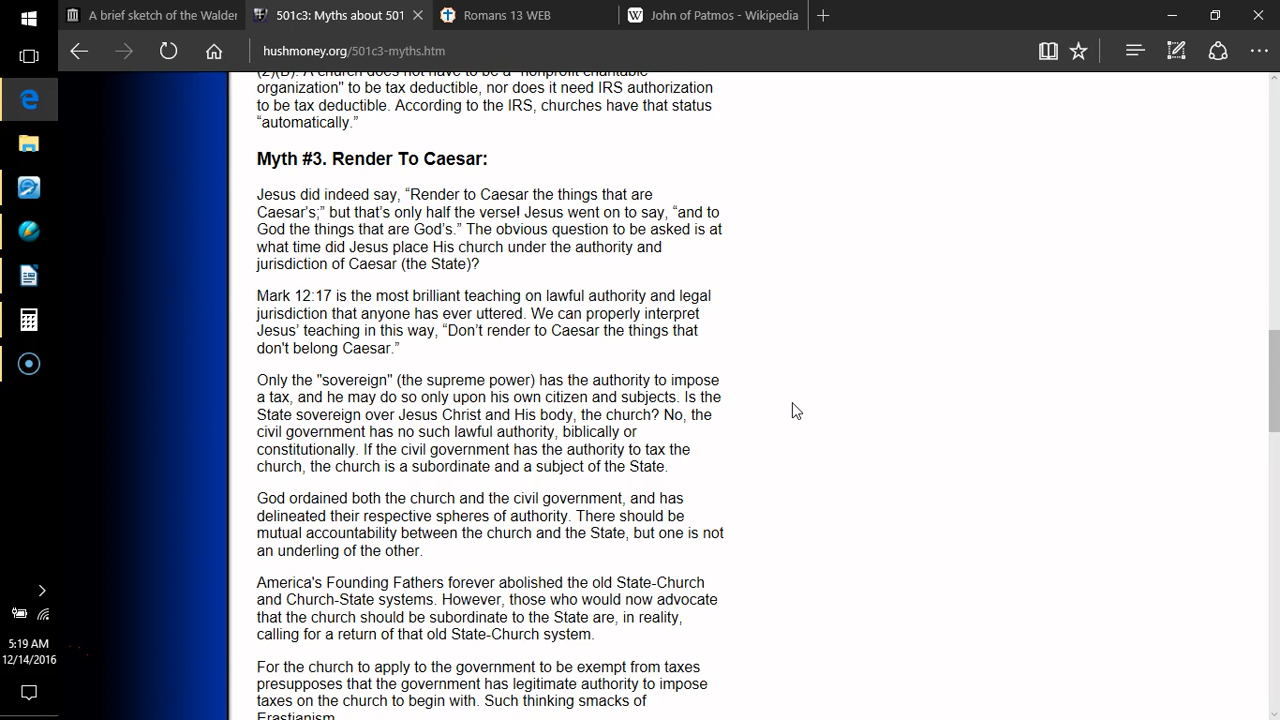 A brief sketch of the Walder
501c3: Myths about 501
Romans 13 WEB
John of Patmos - Wikipedia
hushmoney.org/501c3-myths.htm
(2)(B). A church does not have to be a "nonprofit charitable
organization" to be tax deductible, nor does it need IRS authorization
to be tax deductible. According to the IRS, churches have that status
“automatically.”
Myth #3. Render To Caesar:
Jesus did indeed say, “Render to Caesar the things that are
Caesar’s;” but that’s only half the verse! Jesus went on to say, “and to
God the things that are God’s.” The obvious question to be asked is at
what time did Jesus place His church under the authority and
jurisdiction of Caesar (the State)?
Mark 12:17 is the most brilliant teaching on lawful authority and legal
jurisdiction that anyone has ever uttered. We can properly interpret
Jesus’ teaching in this way, “Don’t render to Caesar the things that
don't belong Caesar.”
Only the "sovereign" (the supreme power) has the authority to impose
a tax, and he may do so only upon his own citizen and subjects. Is the
State sovereign over Jesus Christ and His body, the church? No, the
civil government has no such lawful authority, biblically or
constitutionally. If the civil government has the authority to tax the
church, the church is a subordinate and a subject of the State.
God ordained both the church and the civil government, and has
delineated their respective spheres of authority. There should be
mutual accountability between the church and the State, but one is not
an underling of the other.
America's Founding Fathers forever abolished the old State-Church
and Church-State systems. However, those who would now advocate
that the church should be subordinate to the State are, in reality,
calling for a return of that old State-Church system.
For the church to apply to the government to be exempt from taxes
presupposes that the government has legitimate authority to impose
taxes on the church to begin with. Such thinking smacks of
Erastianism.
5:19 AM
12/14/2016